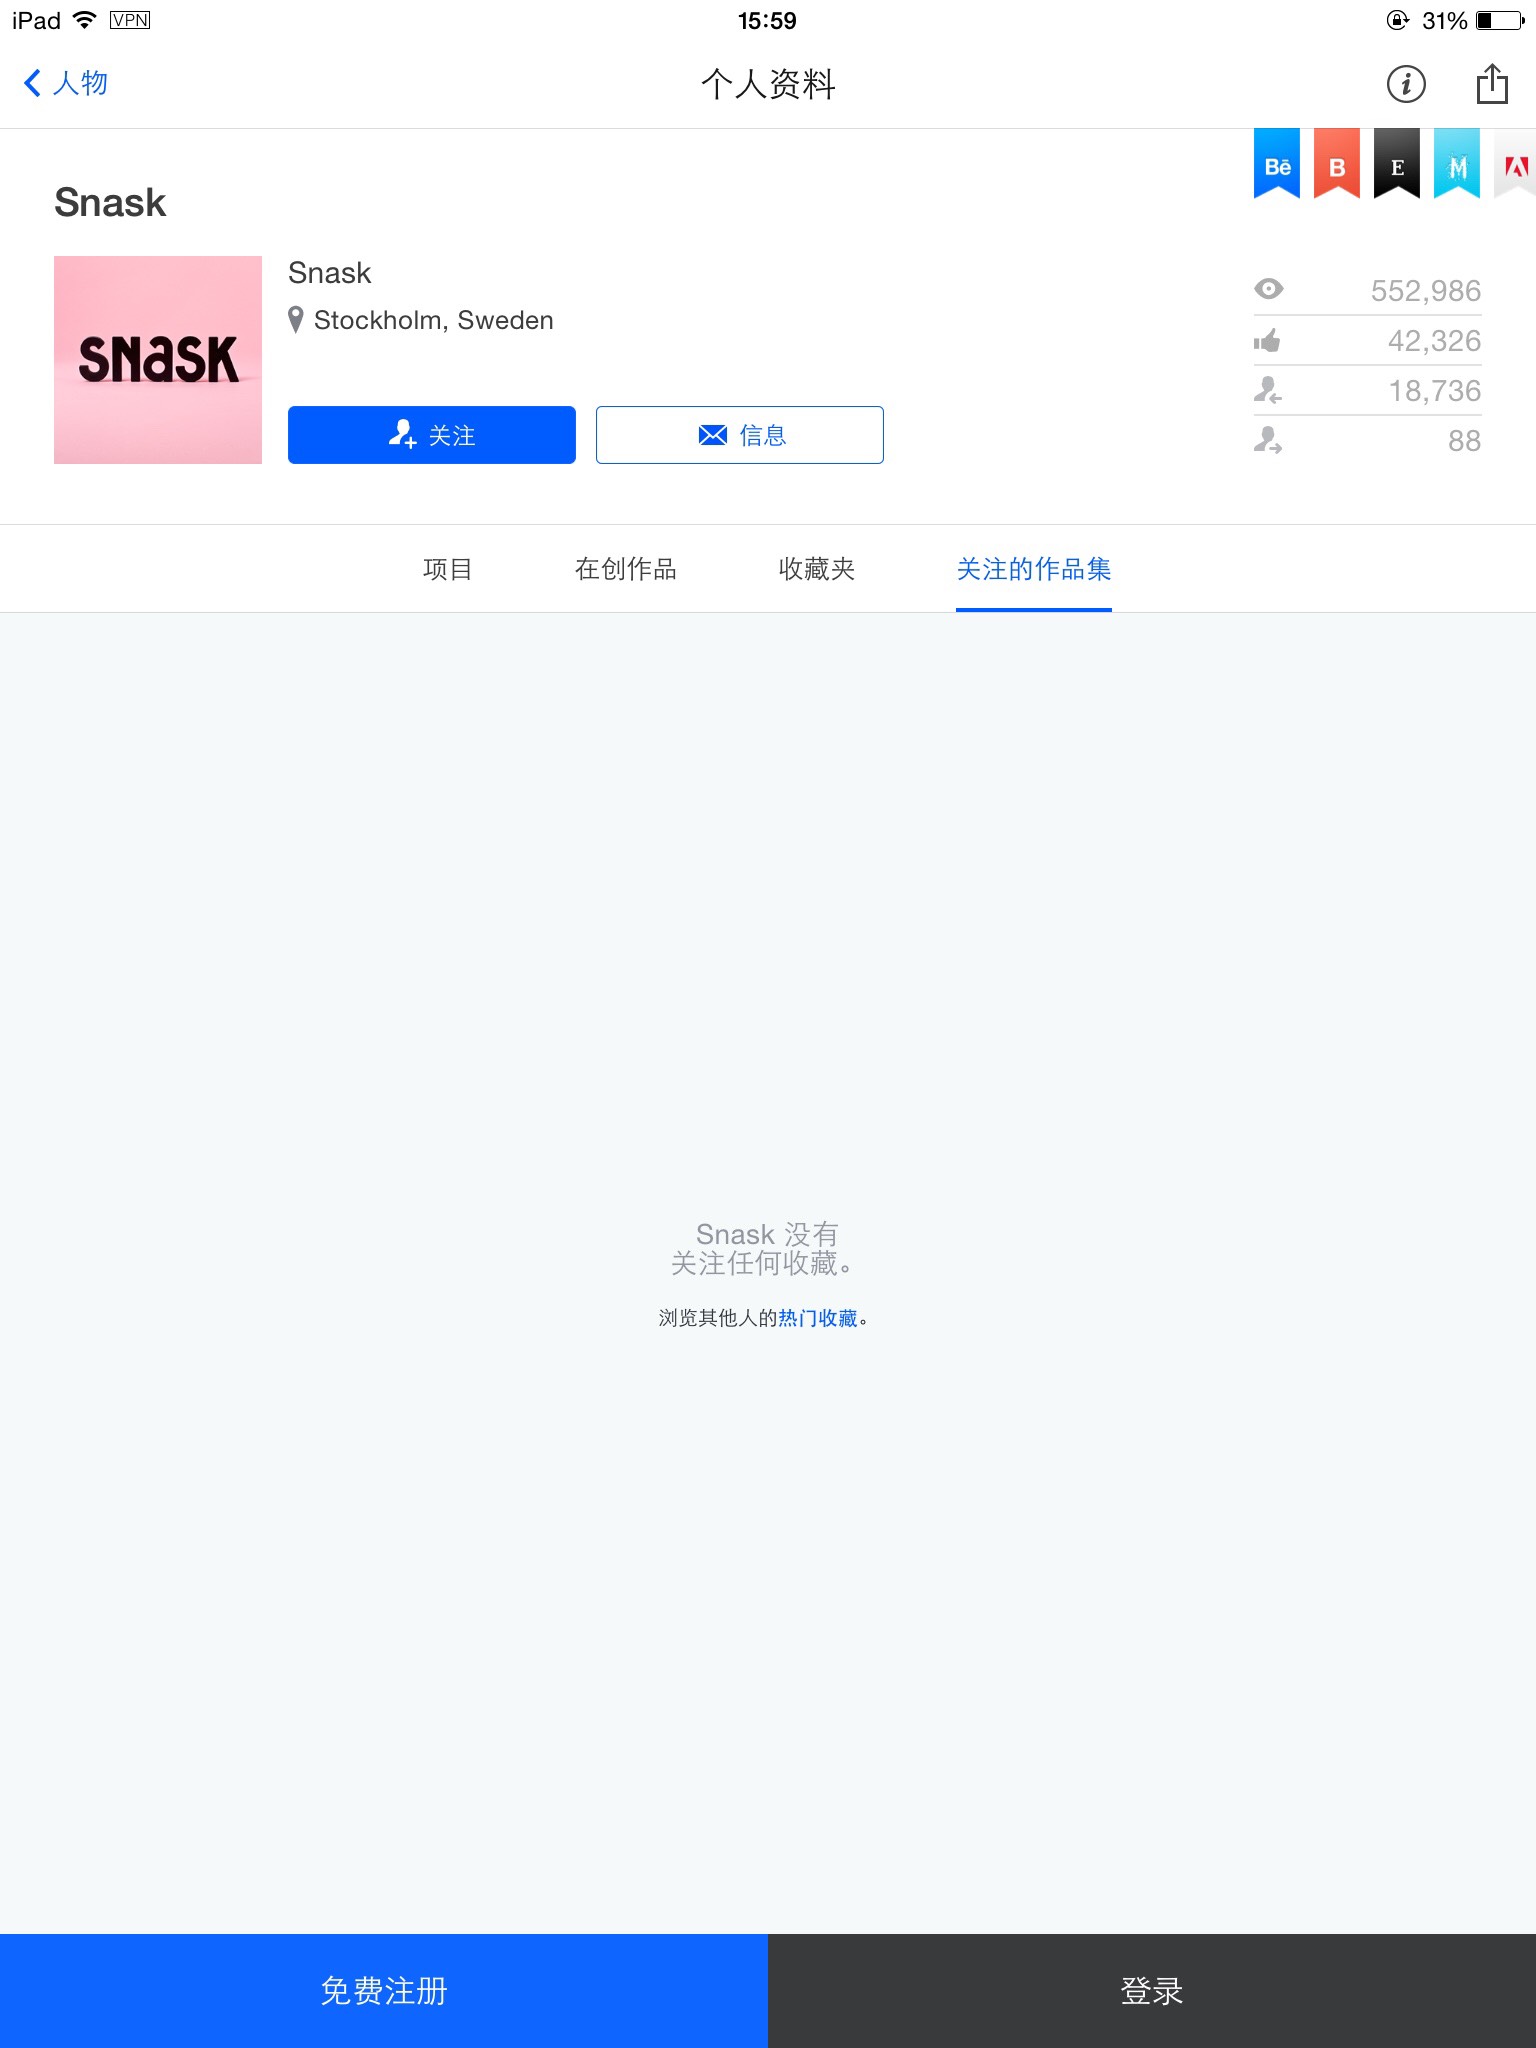 iPad VPN 15:59 31%
人物 个人资料
Bē B E M
Snask
snask
Snask
Stockholm, Sweden
关注 信息
552,986
42,326
18,736
88
项目 在创作品 收藏夹 关注的作品集
Snask 没有
关注任何收藏。
浏览其他人的热门收藏。
免费注册 登录